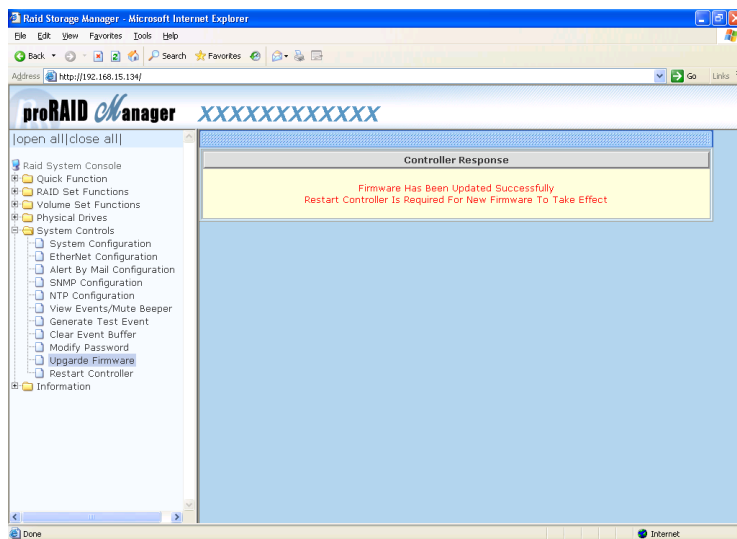 Raid Storage Manager - Microsoft Internet Explorer
File Edit View Favorites Tools Help
Back Search Favorites
Address http://192.168.15.134/ Go Links
proRAID Manager XXXXXXXXXXXX
|open all|close all|
Raid System Console
Quick Function
RAID Set Functions
Volume Set Functions
Physical Drives
System Controls
System Configuration
EtherNet Configuration
Alert By Mail Configuration
SNMP Configuration
NTP Configuration
View Events/Mute Beeper
Generate Test Event
Clear Event Buffer
Modify Password
Upgarde Firmware
Restart Controller
Information
Controller Response
Firmware Has Been Updated Successfully
Restart Controller Is Required For New Firmware To Take Effect
Done Internet